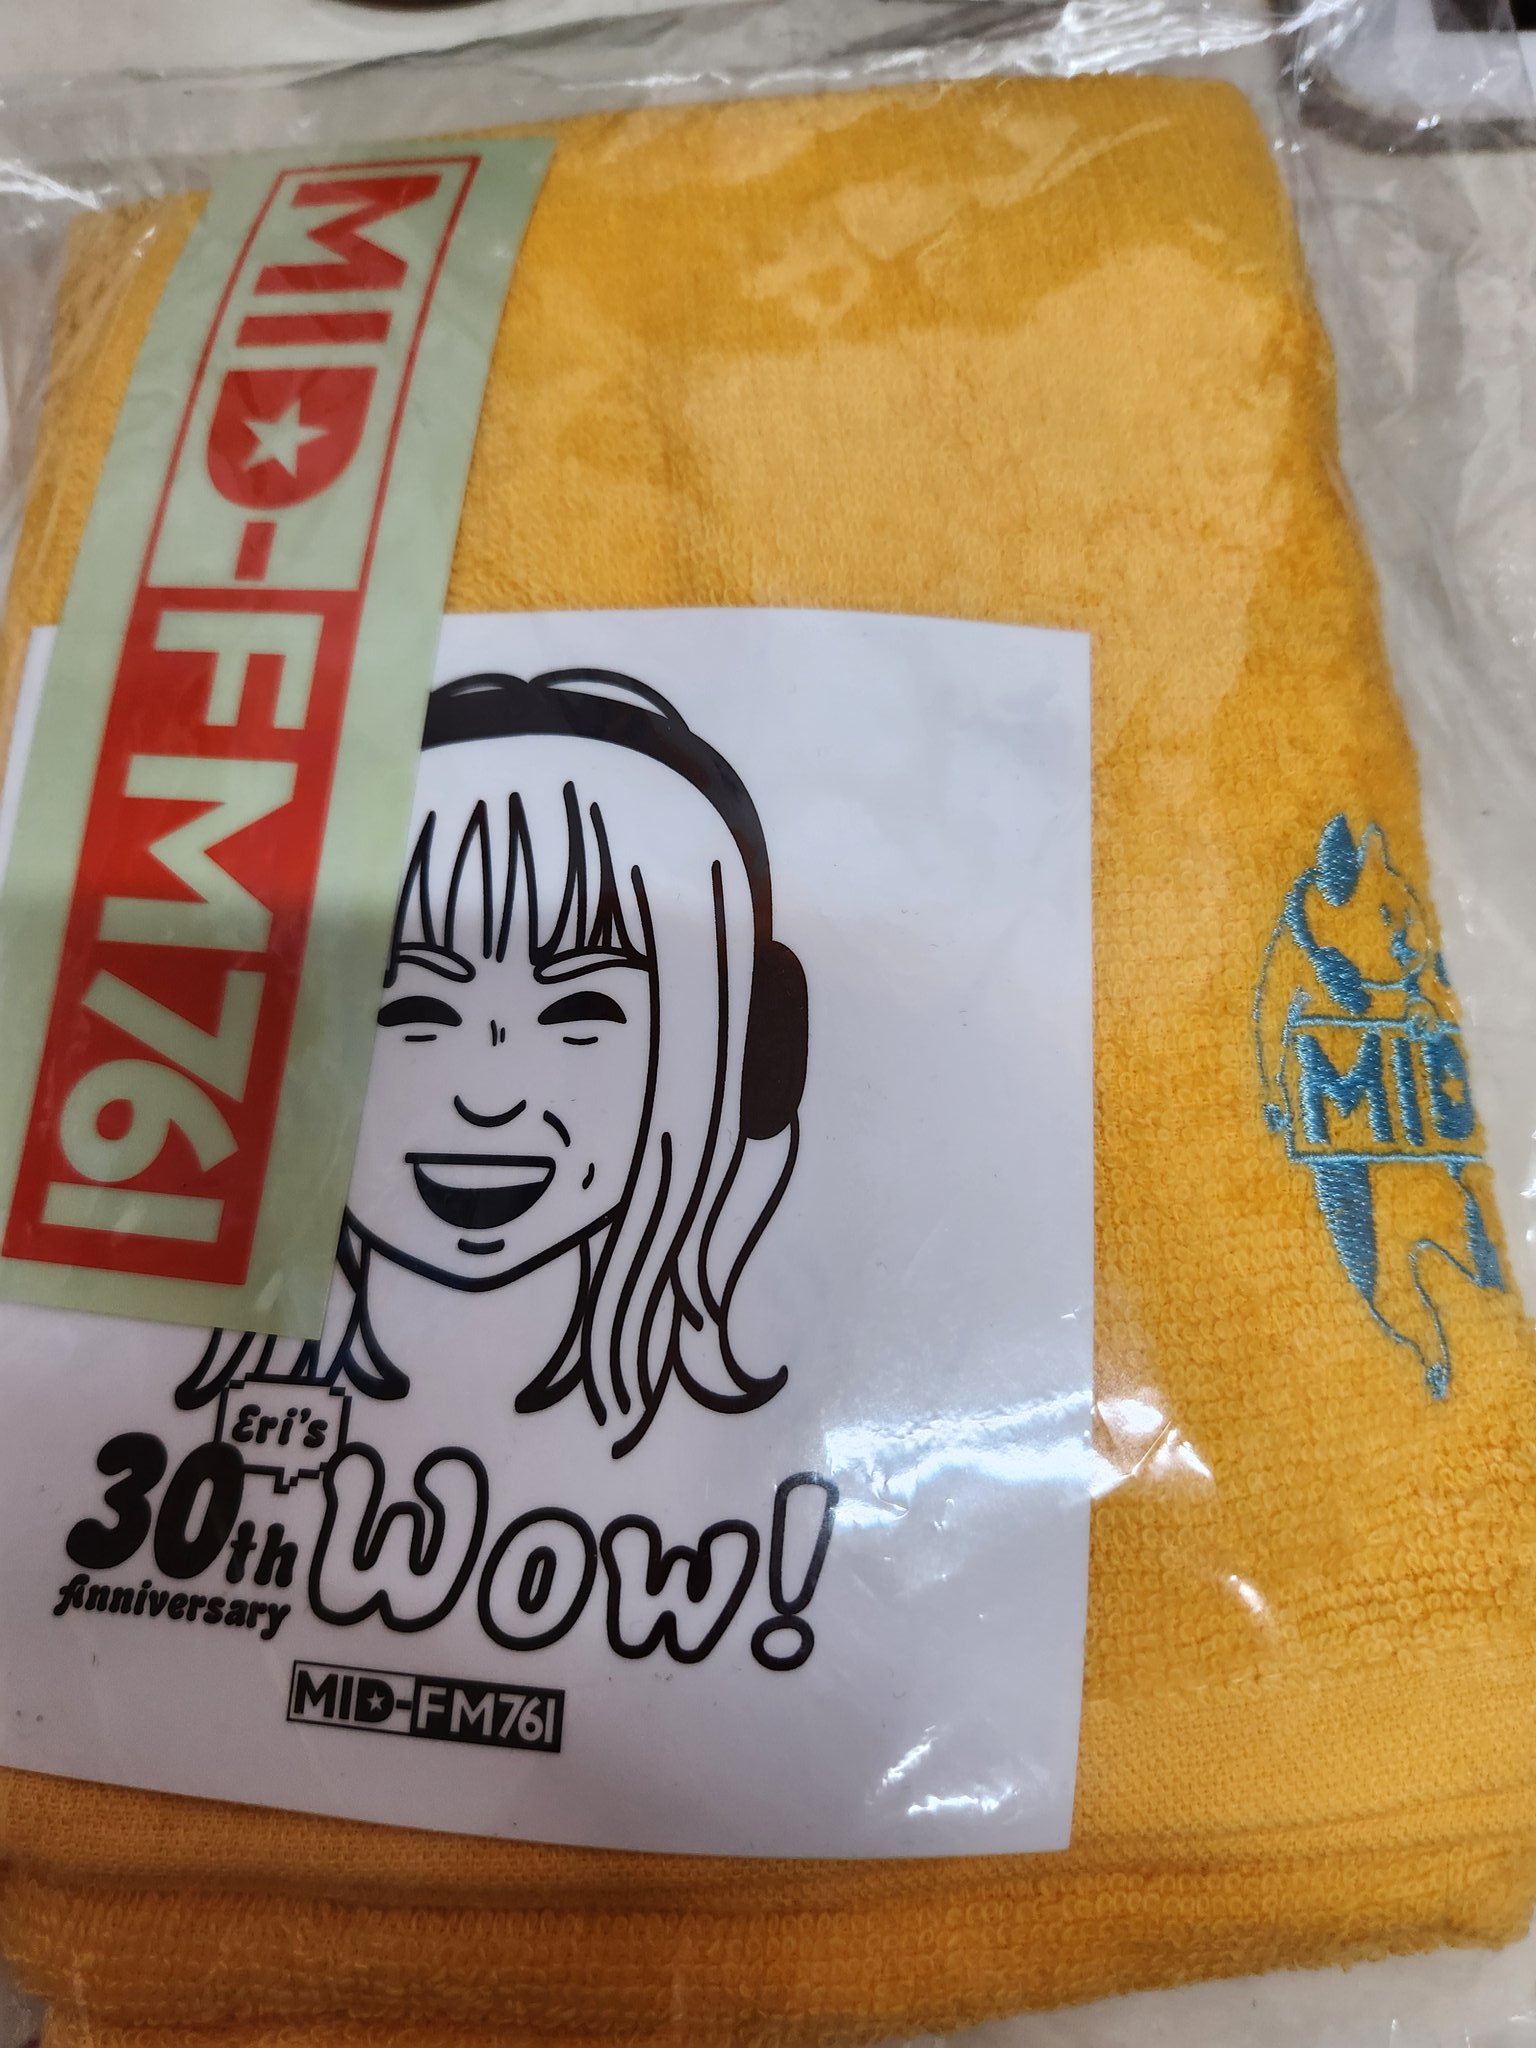 MID-FM761
Eri's
30th
Anniversary
Wow!
MID-FM761
MID